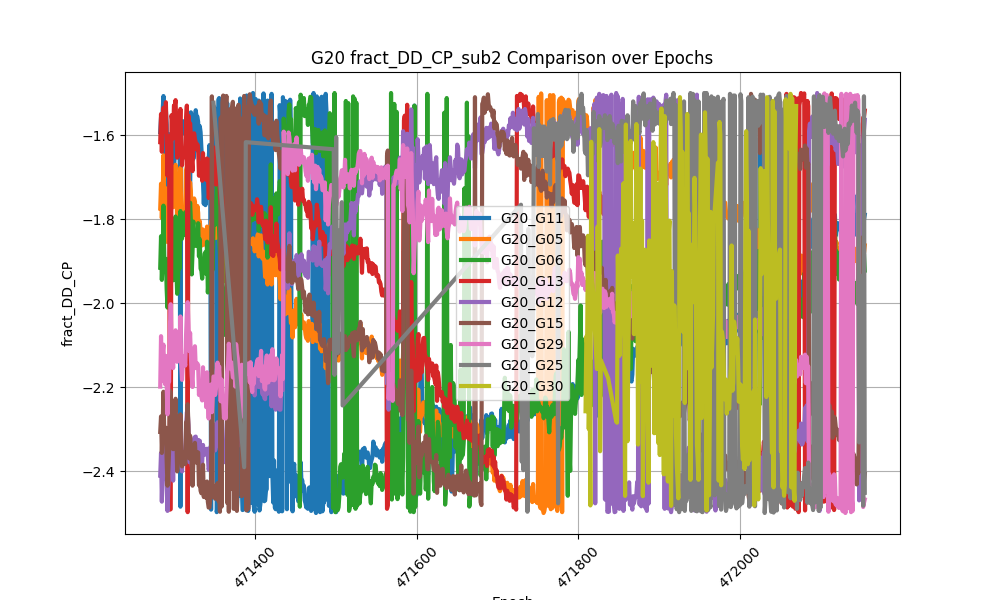 G20 fract_DD_CP_sub2 Comparison over Epochs
fract_DD_CP
−1.6
−1.8
−2.0
−2.2
−2.4
G20_G11
G20_G05
G20_G06
G20_G13
G20_G12
G20_G15
G20_G29
G20_G25
G20_G30
471400
471600
471800
472000
Epoch